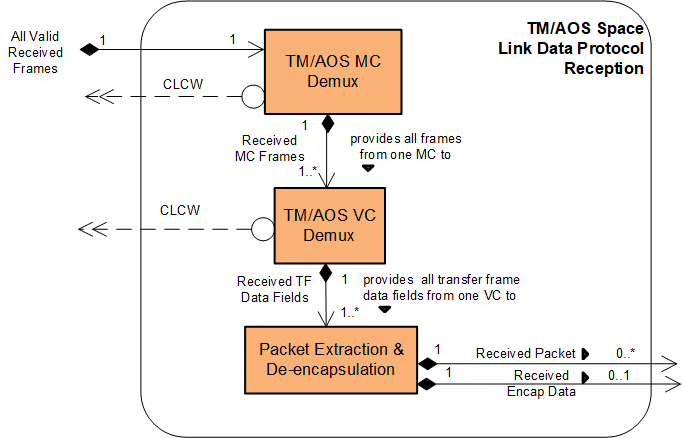 TM/AOS Space
Link Data Protocol
Reception
All Valid
Received
Frames
1
1
TM/AOS MC
Demux
CLCW
1
Received
MC Frames
provides all frames
from one MC to
1..*
TM/AOS VC
Demux
CLCW
Received TF
Data Fields
1
provides all transfer frame
data fields from one VC to
1..*
Packet Extraction &
De-encapsulation
1
Received Packet
0..*
1
Received
Encap Data
0..1